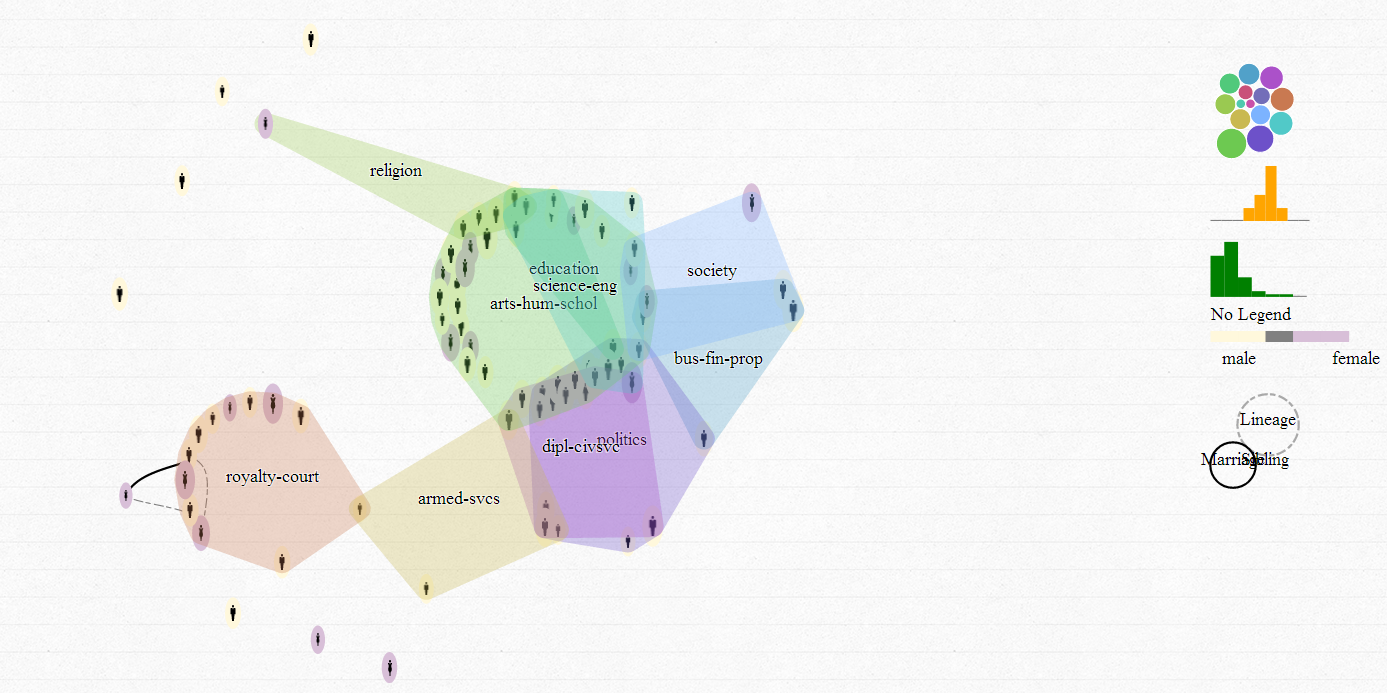 religion
education
science-eng
arts-hum-schol
society
bus-fin-prop
politics
dipl-civsvc
royalty-court
armed-svcs
No Legend
male female
Lineage
Marriage Sibling